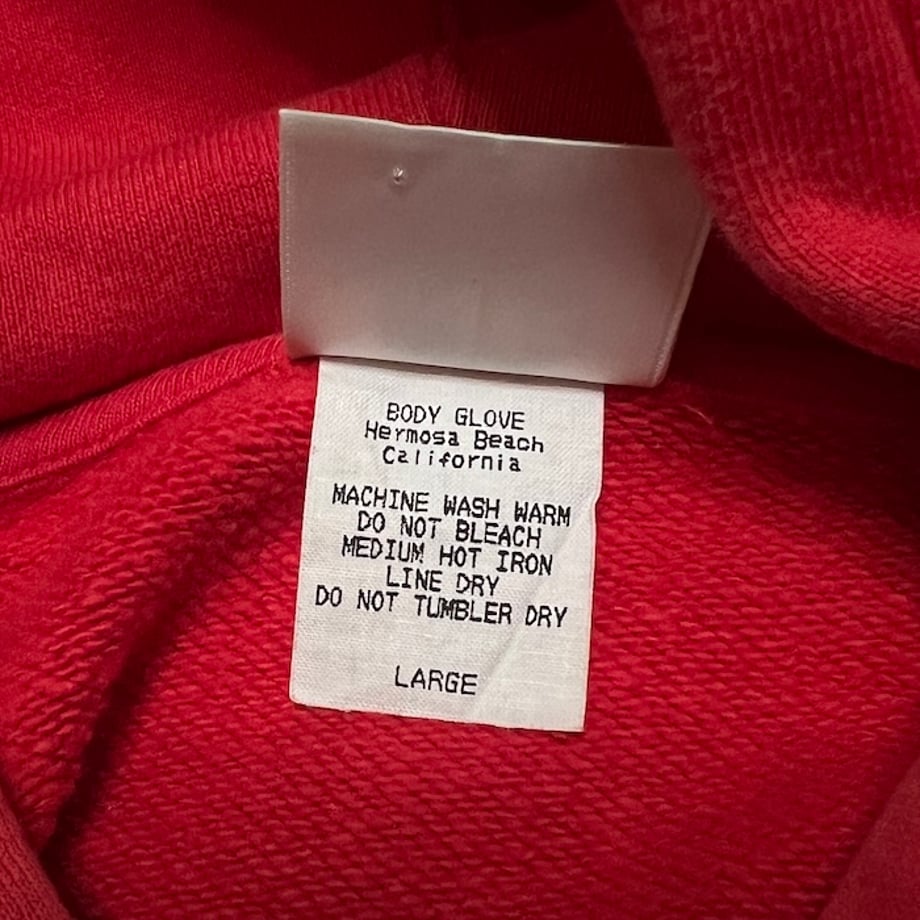 BODY GLOVE
Hermosa Beach
California
MACHINE WASH WARM
DO NOT BLEACH
MEDIUM HOT IRON
LINE DRY
DO NOT TUMBLER DRY
LARGE